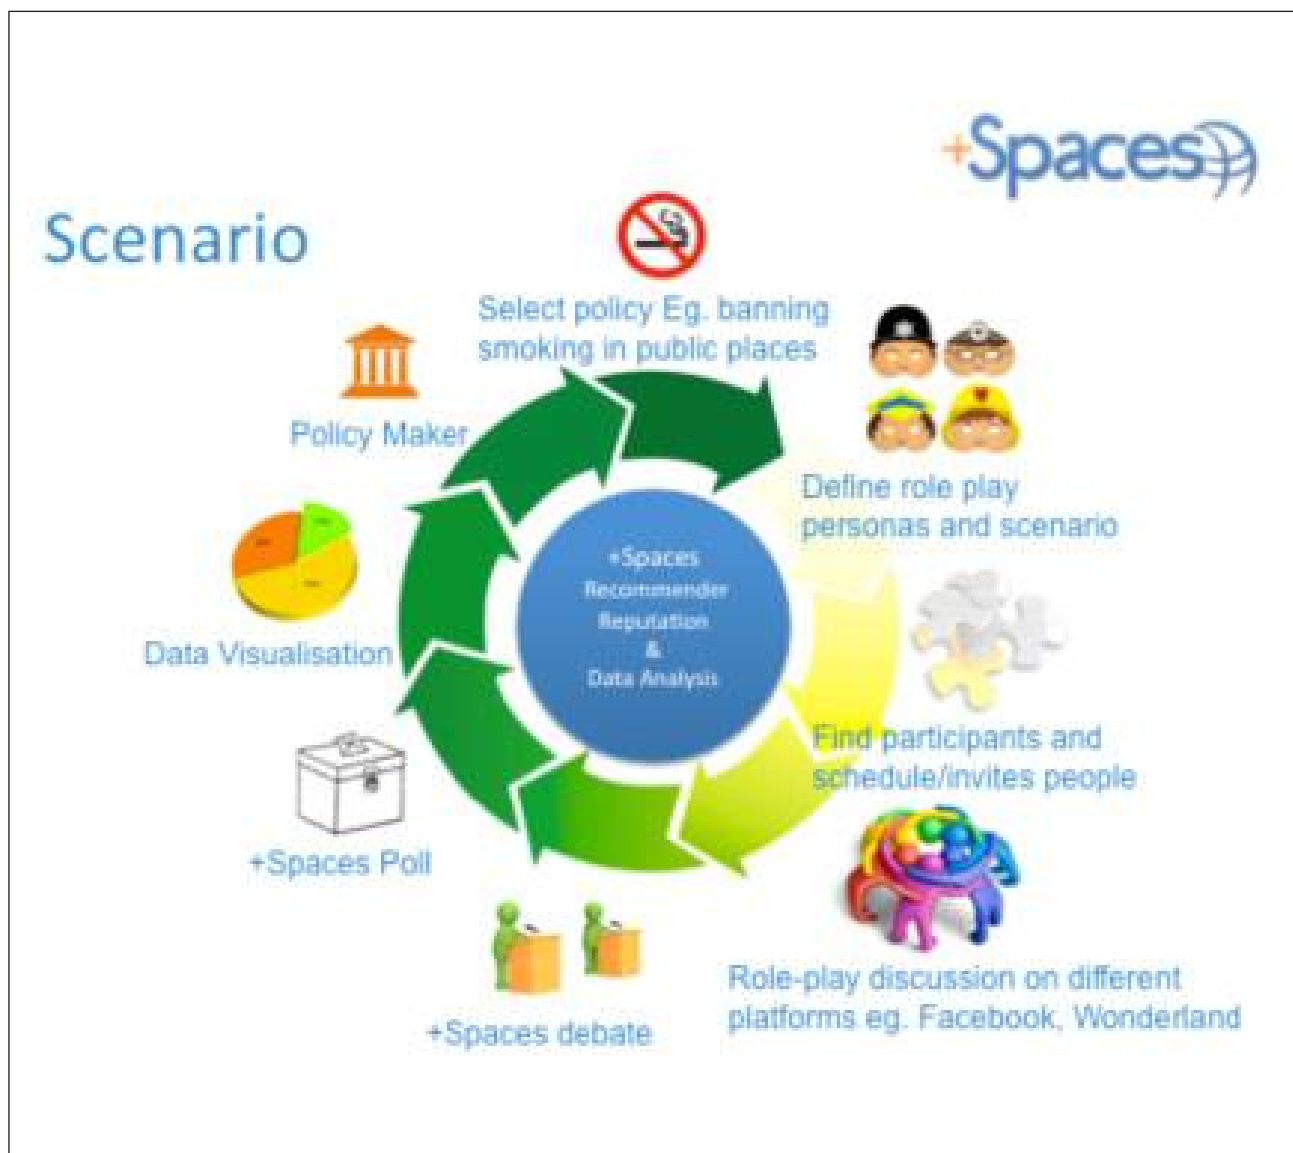 +Spaces
Scenario
Select policy Eg. banning
smoking in public places
Define role play
personas and scenario
Find participants and
schedule/invites people
Role-play discussion on different
platforms eg. Facebook, Wonderland
+Spaces debate
+Spaces Poll
Data Visualisation
Policy Maker
+Spaces
Recommender
Reputation
&
Data Analysis